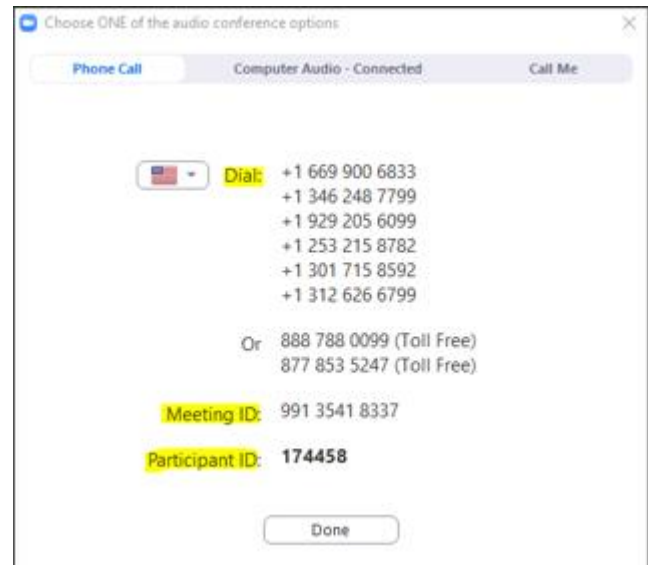 Choose ONE of the audio conference options
Phone Call Computer Audio - Connected Call Me
Dial: +1 669 900 6833
+1 346 248 7799
+1 929 205 6099
+1 253 215 8782
+1 301 715 8592
+1 312 626 6799
Or 888 788 0099 (Toll Free)
877 853 5247 (Toll Free)
Meeting ID: 991 3541 8337
Participant ID: 174458
Done